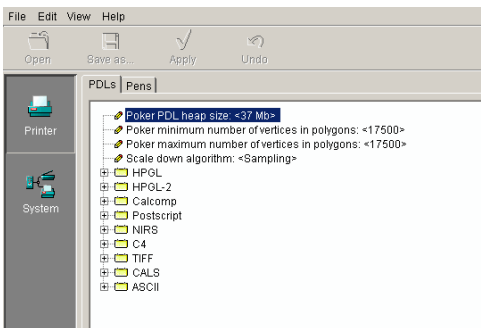 File Edit View Help
Open Save as... Apply Undo
PDLs Pens
Printer
System
Poker PDL heap size: <37 Mb>
Poker minimum number of vertices in polygons: <17500>
Poker maximum number of vertices in polygons: <17500>
Scale down algorithm: <Sampling>
HPGL
HPGL-2
Calcomp
Postscript
NIRS
C4
TIFF
CALS
ASCII